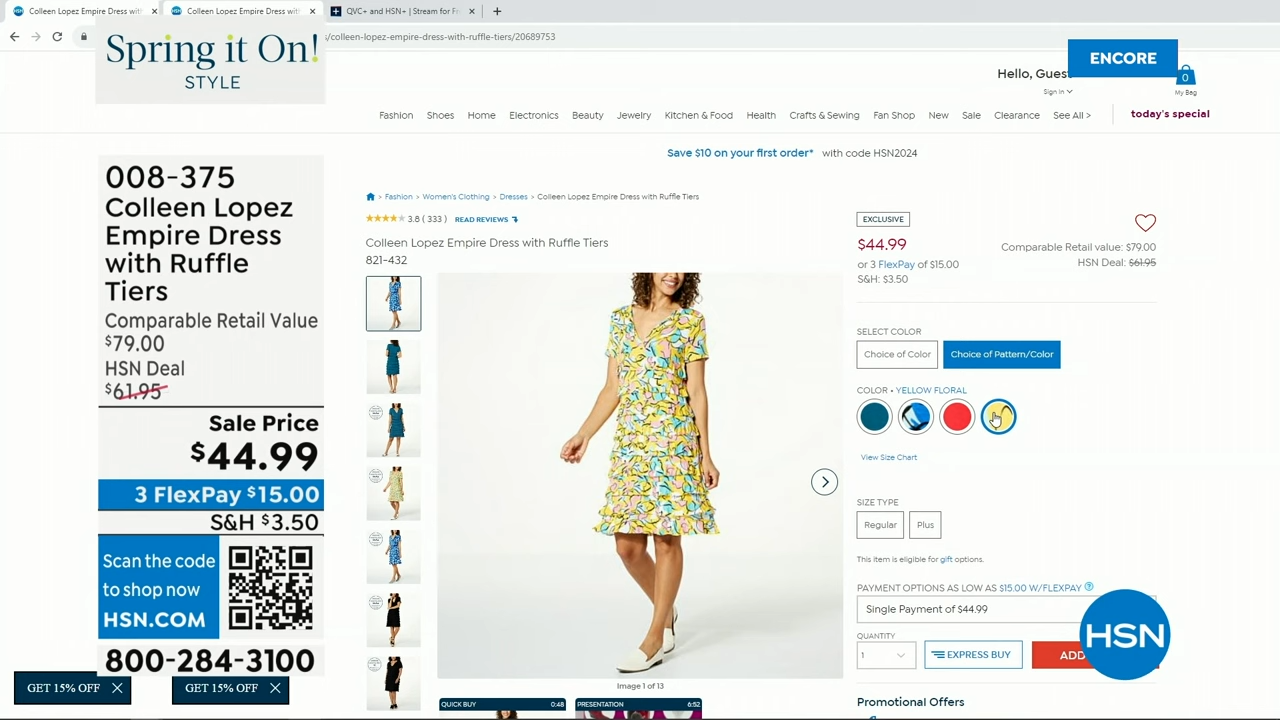 HSN Colleen Lopez Empire Dress with
HSN Colleen Lopez Empire Dress with
QVC+ and HSN+ | Stream for F
/colleen-lopez-empire-dress-with-ruffle-tiers/20689753
Spring it On!
STYLE
ENCORE
Hello, Guest
0
Sign In
My Bag
Fashion Shoes Home Electronics Beauty Jewelry Kitchen & Food Health Crafts & Sewing Fan Shop New Sale Clearance See All > today's special
Save $10 on your first order* with code HSN2024
> Fashion > Women's Clothing > Dresses > Colleen Lopez Empire Dress with Ruffle Tiers
3.8 ( 333 ) READ REVIEWS
Colleen Lopez Empire Dress with Ruffle Tiers
821-432
EXCLUSIVE
$44.99
Comparable Retail value: $79.00
or 3 FlexPay of $15.00
HSN Deal: $61.95
S&H: $3.50
SELECT COLOR
Choice of Color
Choice of Pattern/Color
COLOR • YELLOW FLORAL
View Size Chart
SIZE TYPE
Regular
Plus
This item is eligible for gift options.
PAYMENT OPTIONS AS LOW AS $15.00 W/FLEXPAY ?
Single Payment of $44.99
QUANTITY
1
EXPRESS BUY
ADD
HSN
Promotional Offers
Image 1 of 13
QUICK BUY 0:48
PRESENTATION 6:52
008-375
Colleen Lopez
Empire Dress
with Ruffle
Tiers
Comparable Retail Value
$79.00
HSN Deal
$61.95
Sale Price
$44.99
3 FlexPay $15.00
S&H $3.50
Scan the code
to shop now
HSN.COM
800-284-3100
GET 15% OFF
GET 15% OFF